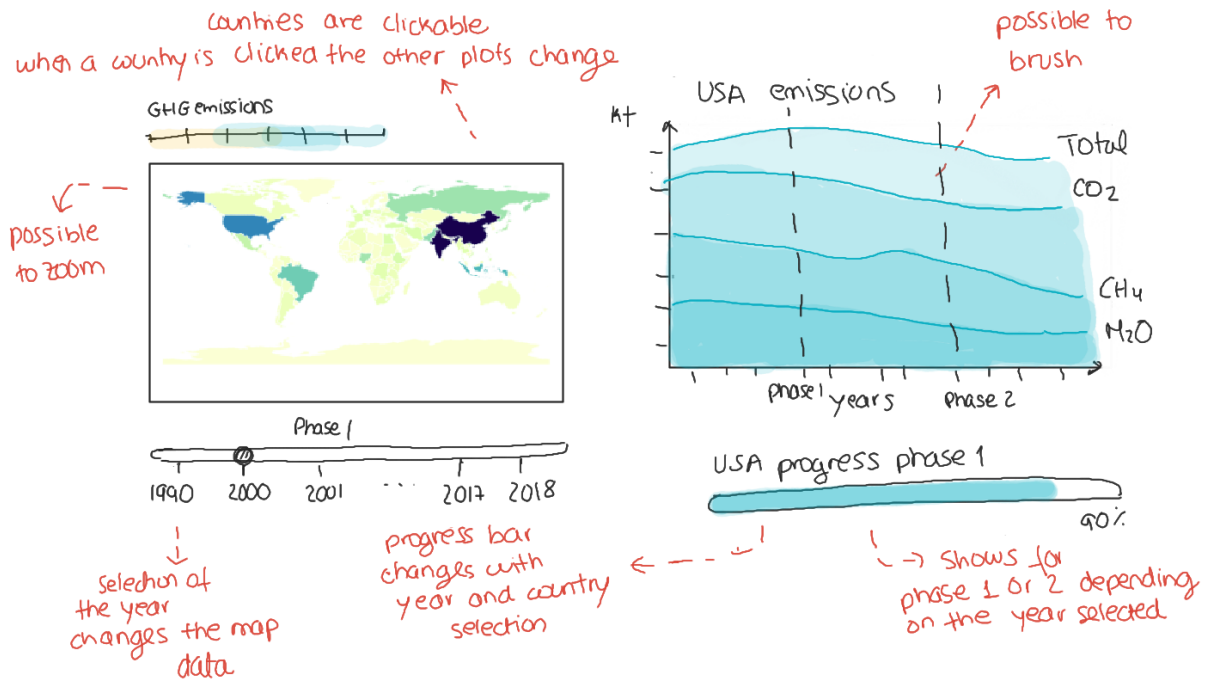 countries are clickable
when a country is clicked the other plots change
GHG emissions
possible
to zoom
Phase 1
1990 2000 2001 .... 2017 2018
selection of
the year
changes the map
data
progress bar
changes with
year and country
selection
possible to
brush
USA emissions
Kt
Total
CO2
CH4
N2O
phase 1 years phase 2
USA progress phase 1
90%
→ shows for
phase 1 or 2 depending
on the year selected